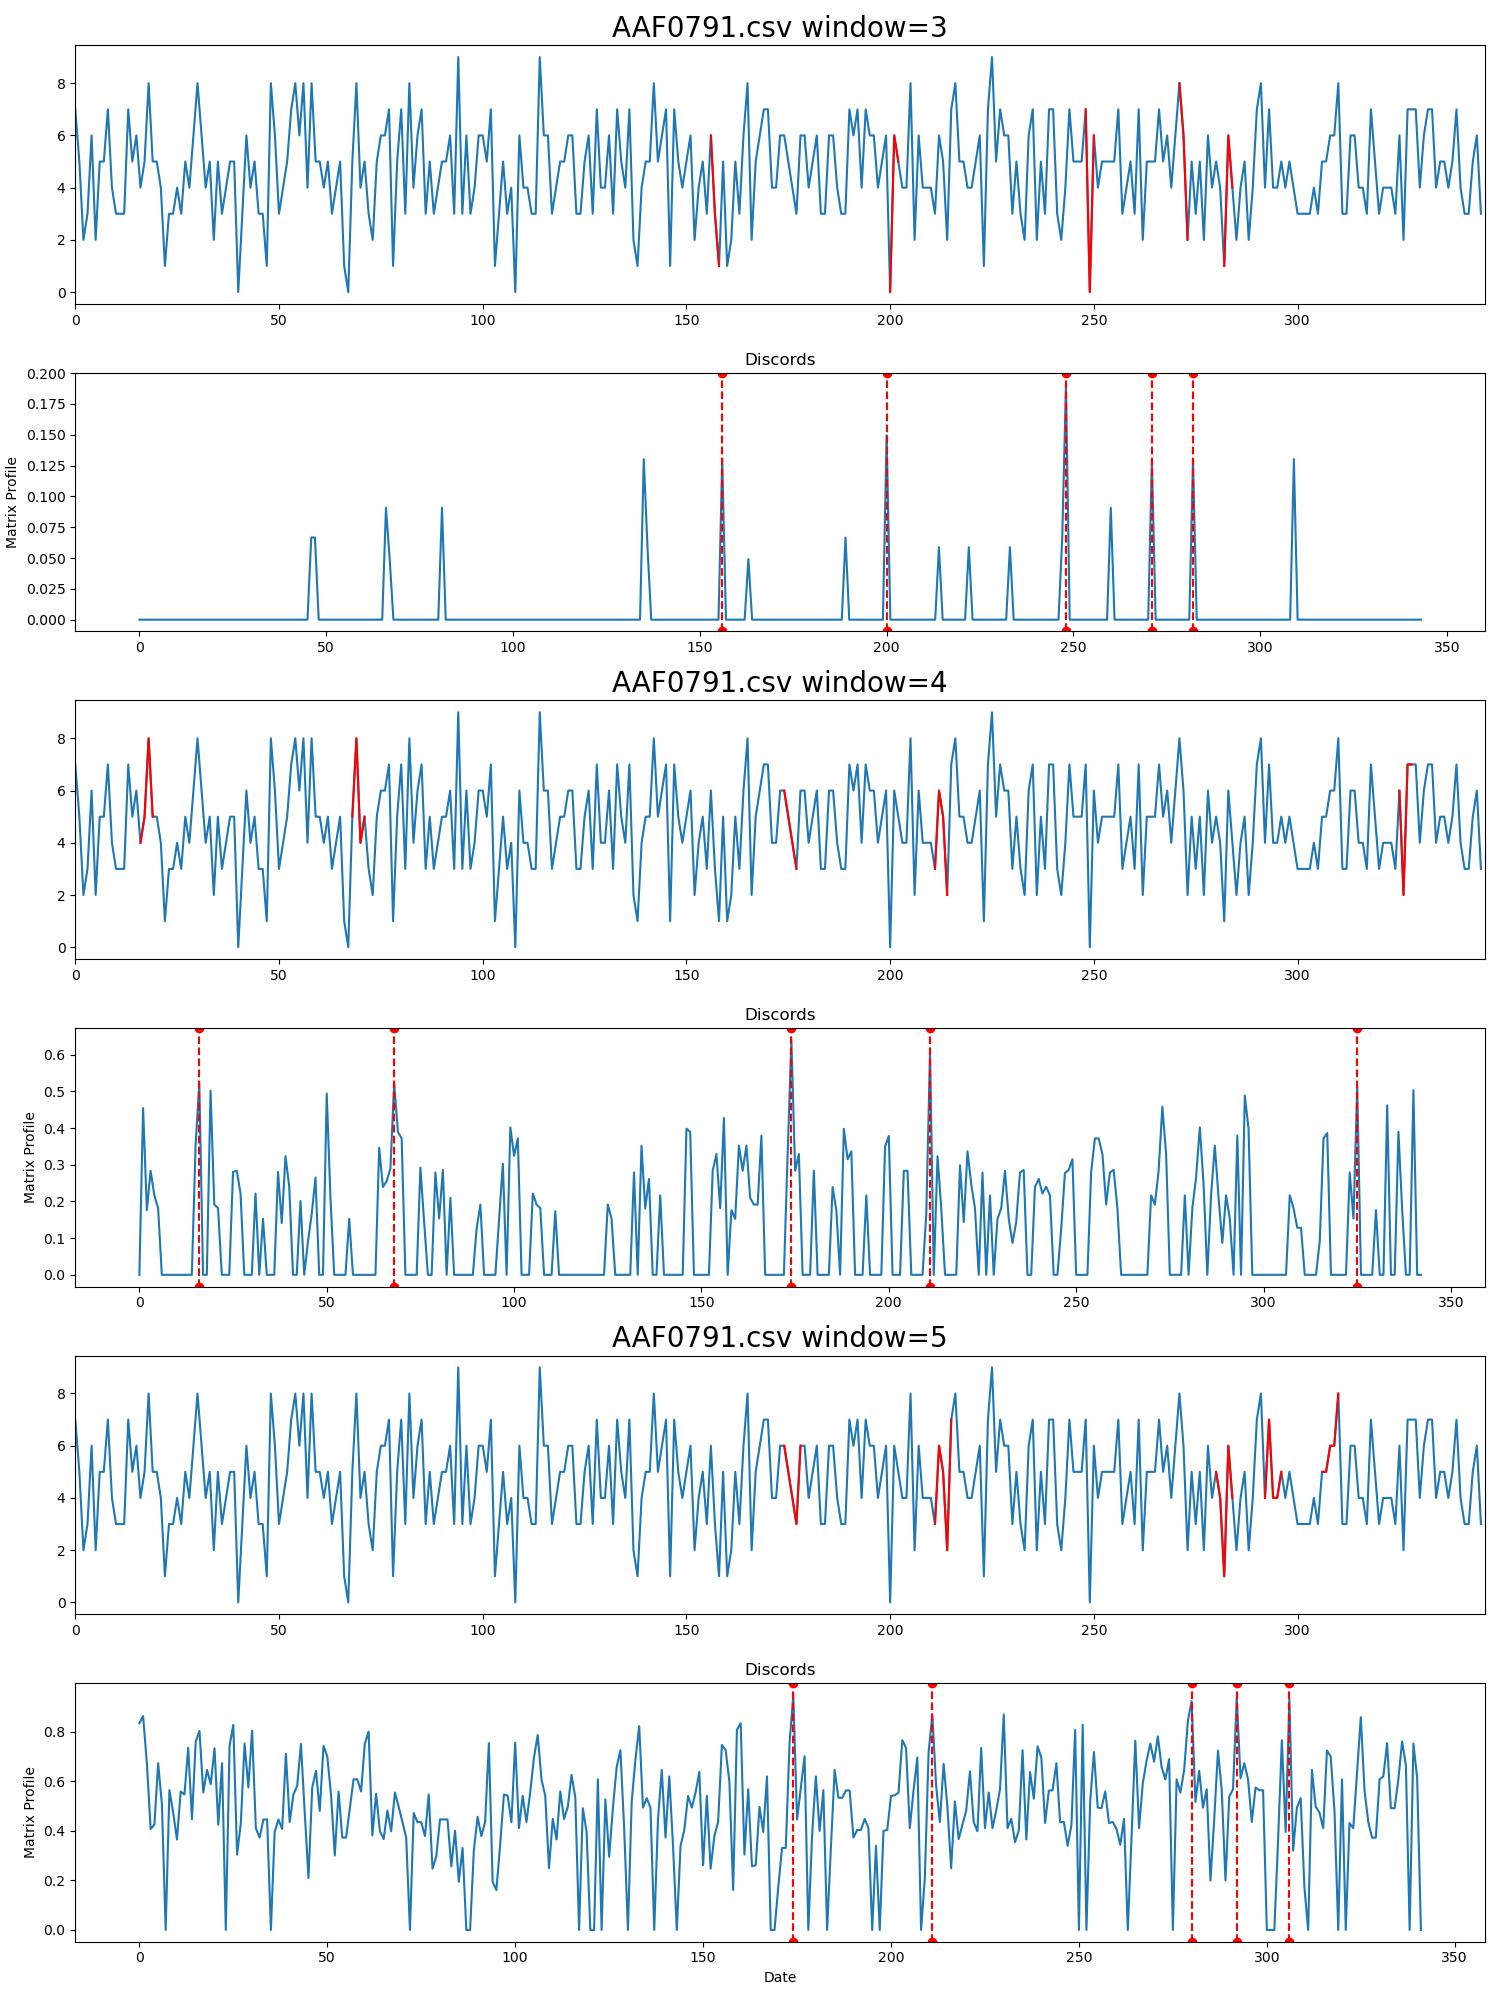 AAF0791.csv window=3
8
6
4
2
0
0 50 100 150 200 250 300
Discords
Matrix Profile
0.200
0.175
0.150
0.125
0.100
0.075
0.050
0.025
0.000
0 50 100 150 200 250 300 350
AAF0791.csv window=4
8
6
4
2
0
0 50 100 150 200 250 300
Discords
Matrix Profile
0.6
0.5
0.4
0.3
0.2
0.1
0.0
0 50 100 150 200 250 300 350
AAF0791.csv window=5
8
6
4
2
0
0 50 100 150 200 250 300
Discords
Matrix Profile
0.8
0.6
0.4
0.2
0.0
0 50 100 150 200 250 300 350
Date